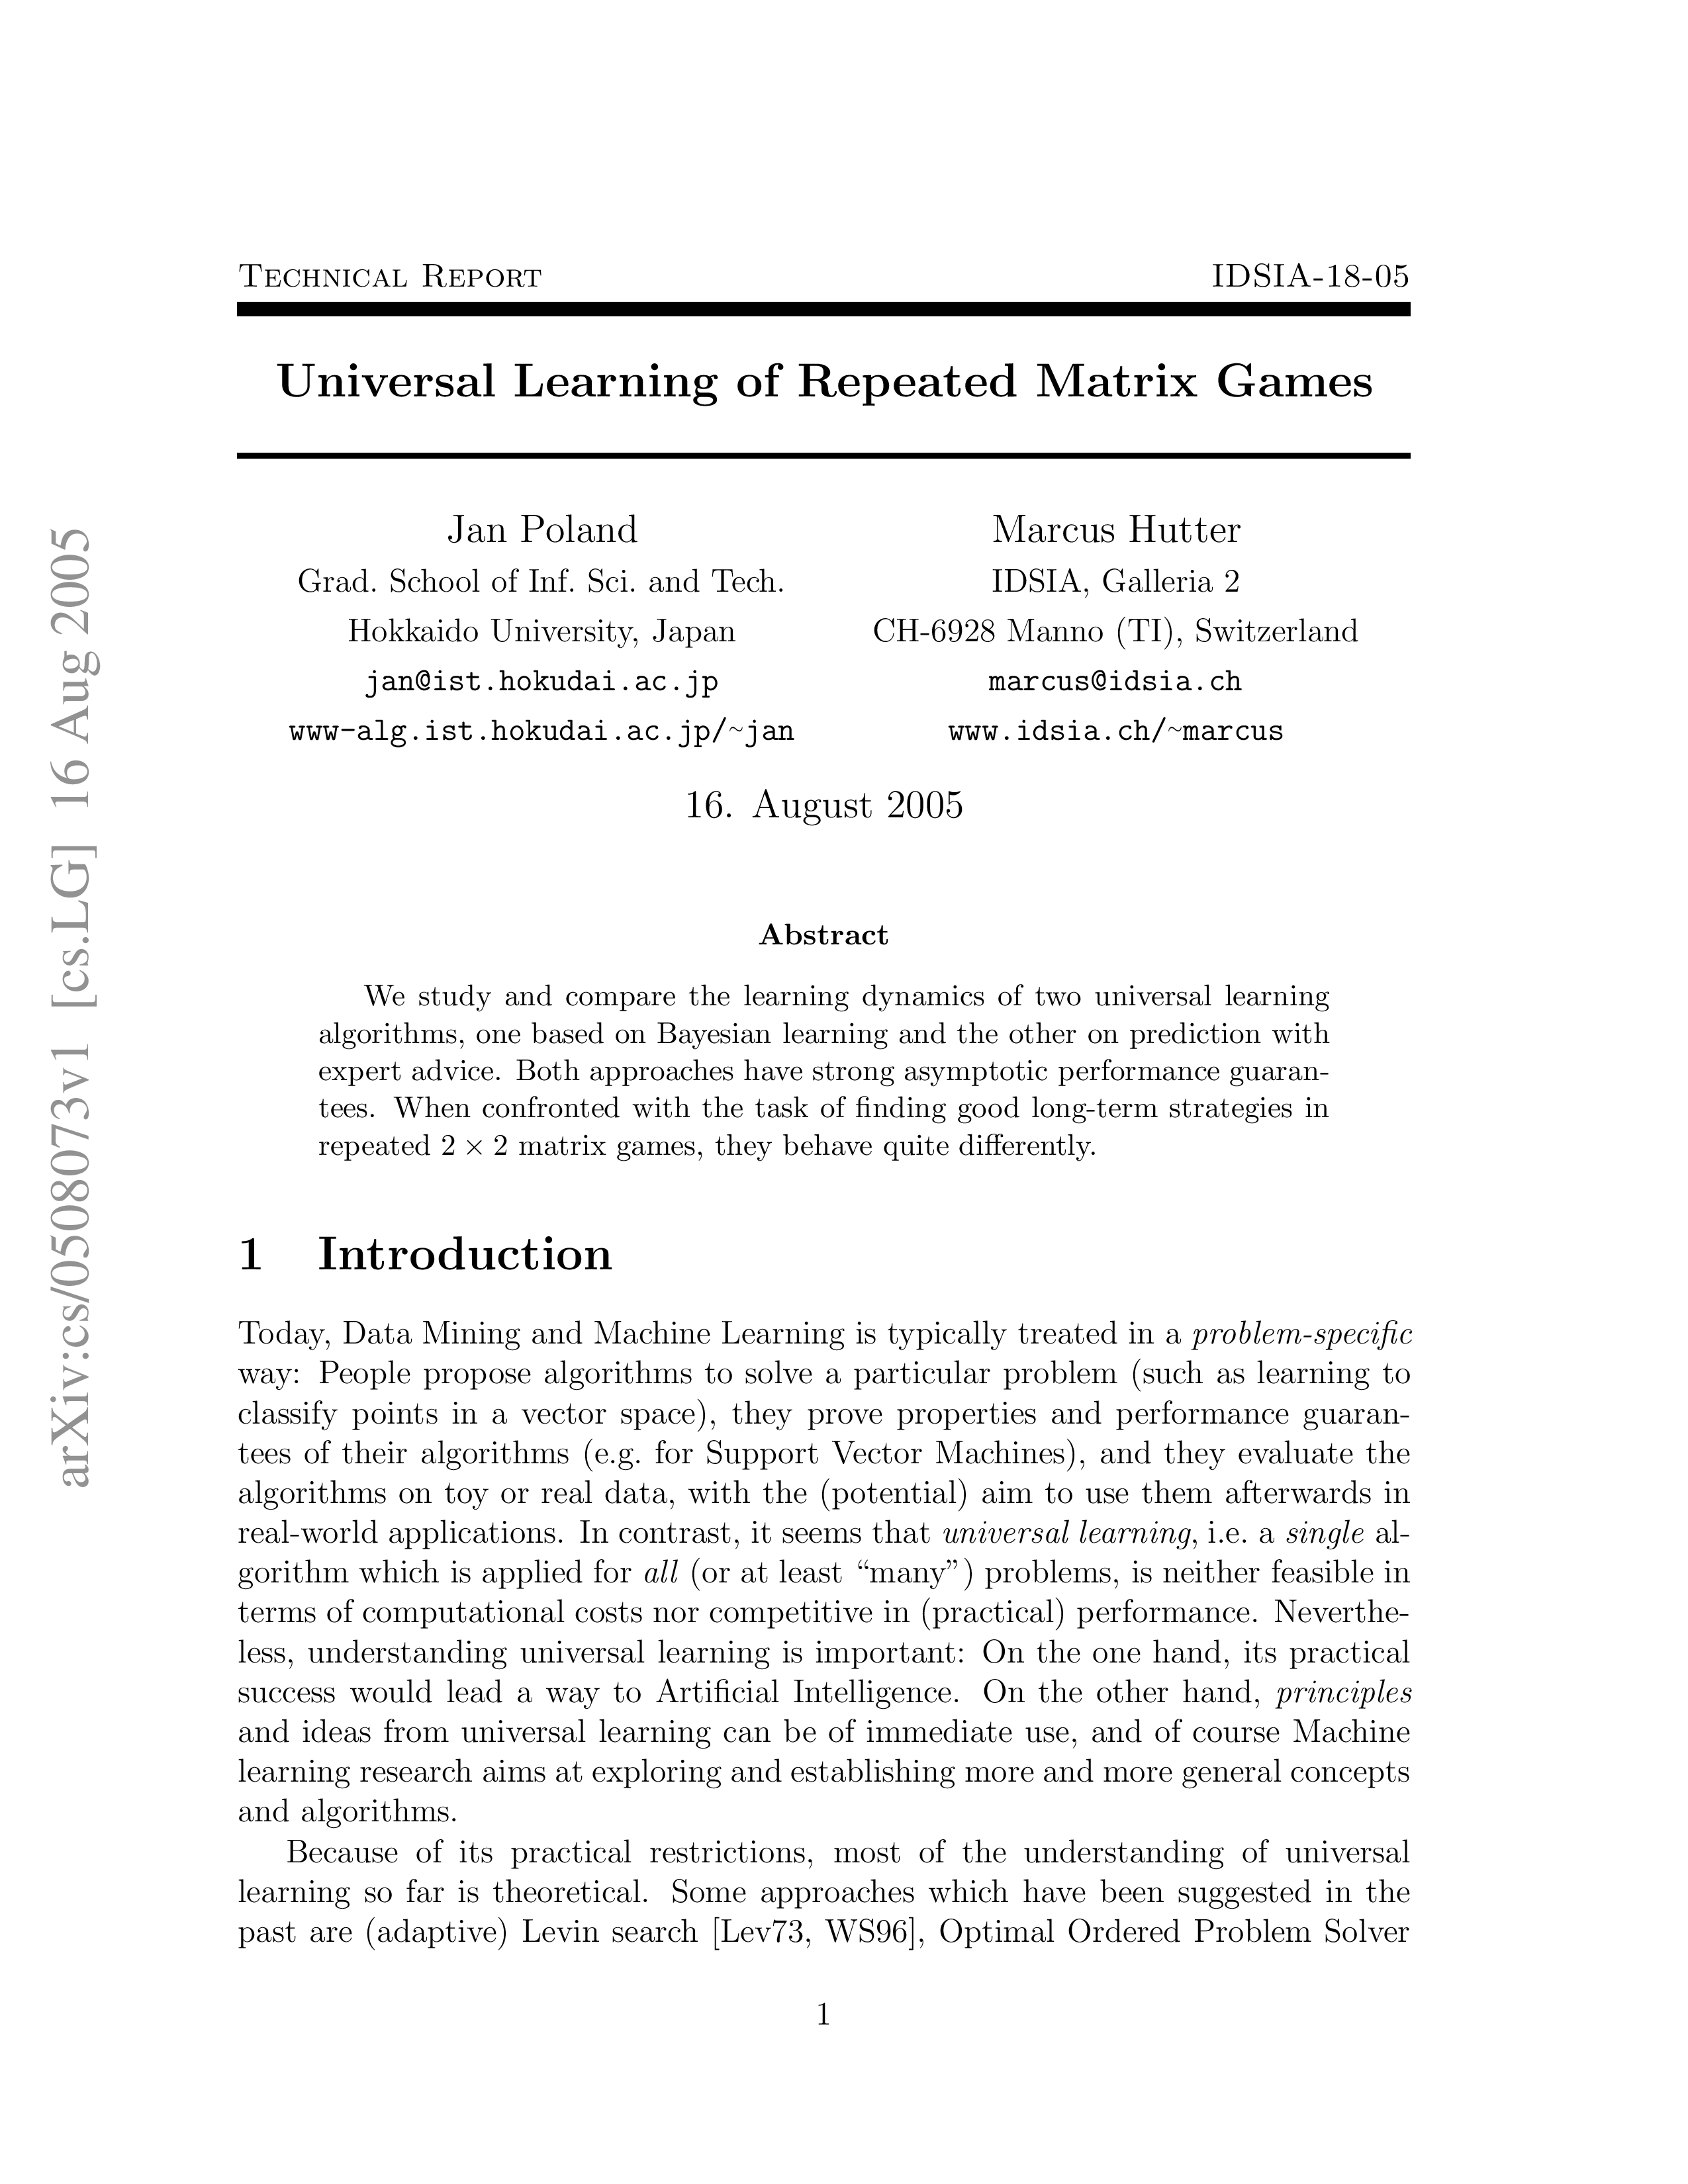 arXiv:cs/0508073v1 [cs.LG] 16 Aug 2005
TECHNICAL REPORT IDSIA-18-05
Universal Learning of Repeated Matrix Games
Jan Poland
Grad. School of Inf. Sci. and Tech.
Hokkaido University, Japan
jan@ist.hokudai.ac.jp
www-alg.ist.hokudai.ac.jp/~jan
Marcus Hutter
IDSIA, Galleria 2
CH-6928 Manno (TI), Switzerland
marcus@idsia.ch
www.idsia.ch/~marcus
16. August 2005
Abstract
We study and compare the learning dynamics of two universal learning
algorithms, one based on Bayesian learning and the other on prediction with
expert advice. Both approaches have strong asymptotic performance guaran-
tees. When confronted with the task of finding good long-term strategies in
repeated 2 × 2 matrix games, they behave quite differently.
1 Introduction
Today, Data Mining and Machine Learning is typically treated in a problem-specific
way: People propose algorithms to solve a particular problem (such as learning to
classify points in a vector space), they prove properties and performance guaran-
tees of their algorithms (e.g. for Support Vector Machines), and they evaluate the
algorithms on toy or real data, with the (potential) aim to use them afterwards in
real-world applications. In contrast, it seems that universal learning, i.e. a single al-
gorithm which is applied for all (or at least “many”) problems, is neither feasible in
terms of computational costs nor competitive in (practical) performance. Neverthe-
less, understanding universal learning is important: On the one hand, its practical
success would lead a way to Artificial Intelligence. On the other hand, principles
and ideas from universal learning can be of immediate use, and of course Machine
learning research aims at exploring and establishing more and more general concepts
and algorithms.
Because of its practical restrictions, most of the understanding of universal
learning so far is theoretical. Some approaches which have been suggested in the
past are (adaptive) Levin search [Lev73, WS96], Optimal Ordered Problem Solver
1